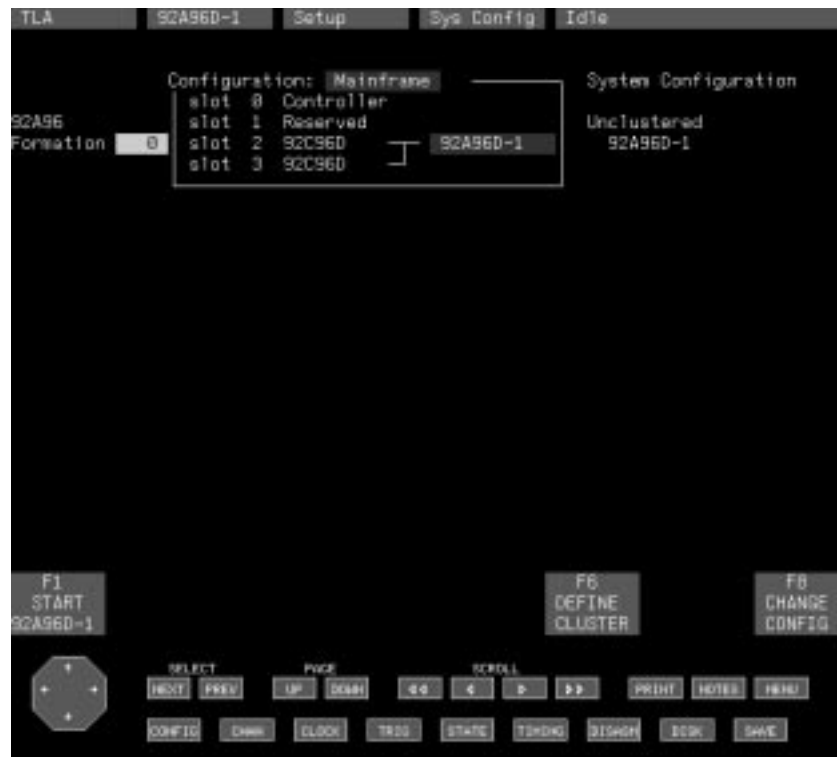 TLA 92A96D-1 Setup Sys Config Idle
Configuration: Mainframe System Configuration
slot 0 Controller
92A96 slot 1 Reserved Unclustered
Formation 0 slot 2 92C96D 92A96D-1 92A96D-1
slot 3 92C96D
F1 F6 F8
START DEFINE CHANGE
92A96D-1 CLUSTER CONFIG
SELECT PAGE SCROLL
NEXT PREV UP DOWN PRINT NOTES MENU
CONFIG CHAN CLOCK TRIG STATE TIMING DISASM DISK SAVE